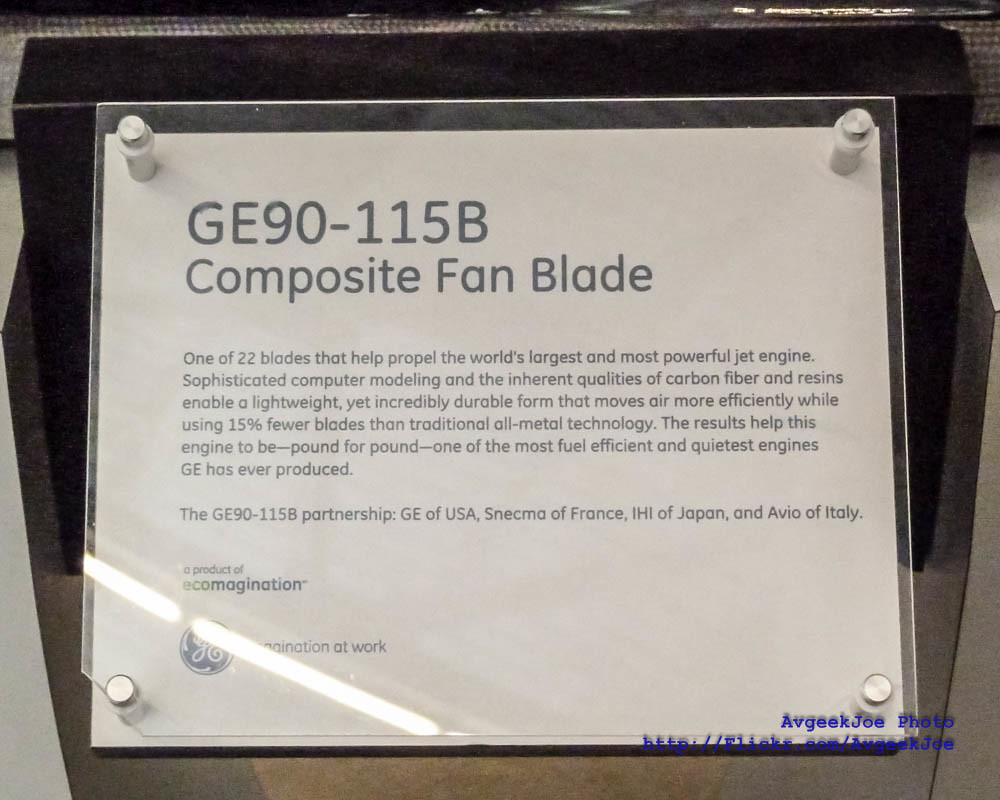 GE90-115B
Composite Fan Blade
One of 22 blades that help propel the world's largest and most powerful jet engine.
Sophisticated computer modeling and the inherent qualities of carbon fiber and resins
enable a lightweight, yet incredibly durable form that moves air more efficiently while
using 15% fewer blades than traditional all-metal technology. The results help this
engine to be—pound for pound—one of the most fuel efficient and quietest engines
GE has ever produced.
The GE90-115B partnership: GE of USA, Snecma of France, IHI of Japan, and Avio of Italy.
a product of
ecomagination℠
GE
at work
AvgeekJoe Photo
http://Flickr.com/AvgeekJoe